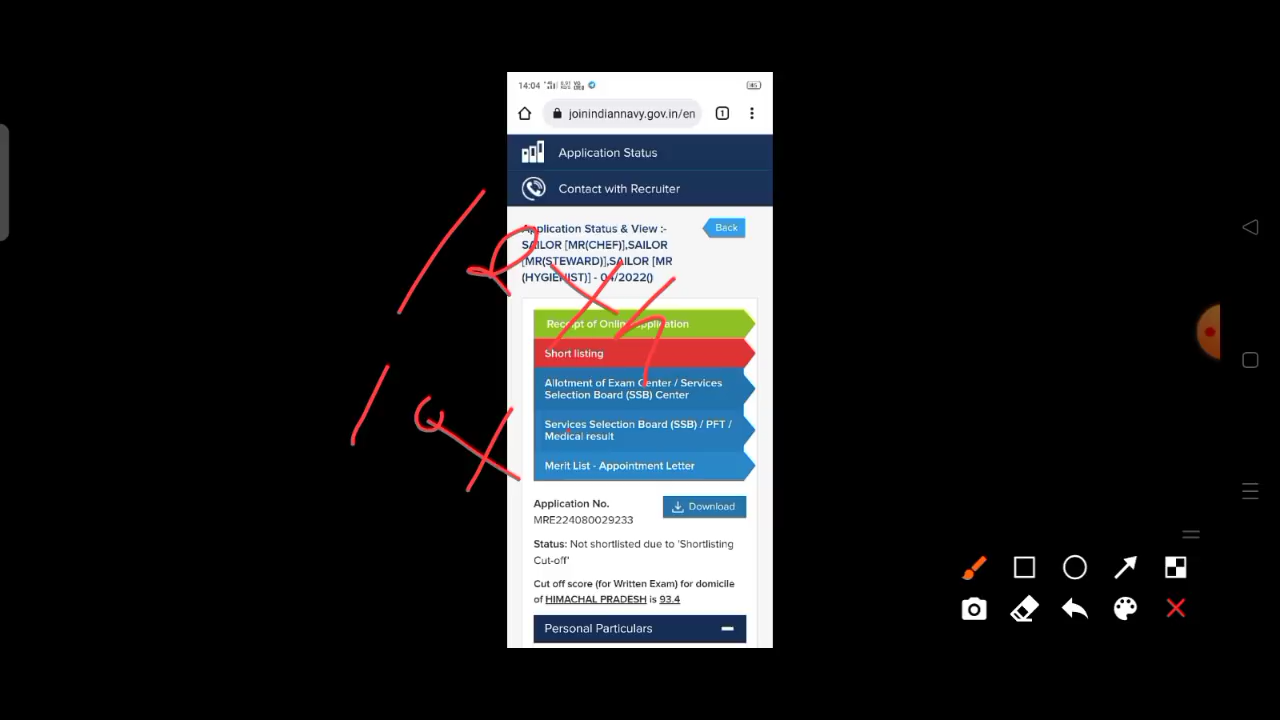 14:04
joinindiannavy.gov.in/en
1
Application Status
Contact with Recruiter
Application Status & View :-
SAILOR [MR(CHEF)],SAILOR
[MR(STEWARD)],SAILOR [MR
(HYGIENIST)] - 04/2022()
Back
Receipt of Online Application
Short listing
Allotment of Exam Center / Services
Selection Board (SSB) Center
Services Selection Board (SSB) / PFT /
Medical result
Merit List - Appointment Letter
Application No.
MRE224080029233
Download
Status: Not shortlisted due to 'Shortlisting
Cut-off'
Cut off score (for Written Exam) for domicile
of HIMACHAL PRADESH is 93.4
Personal Particulars